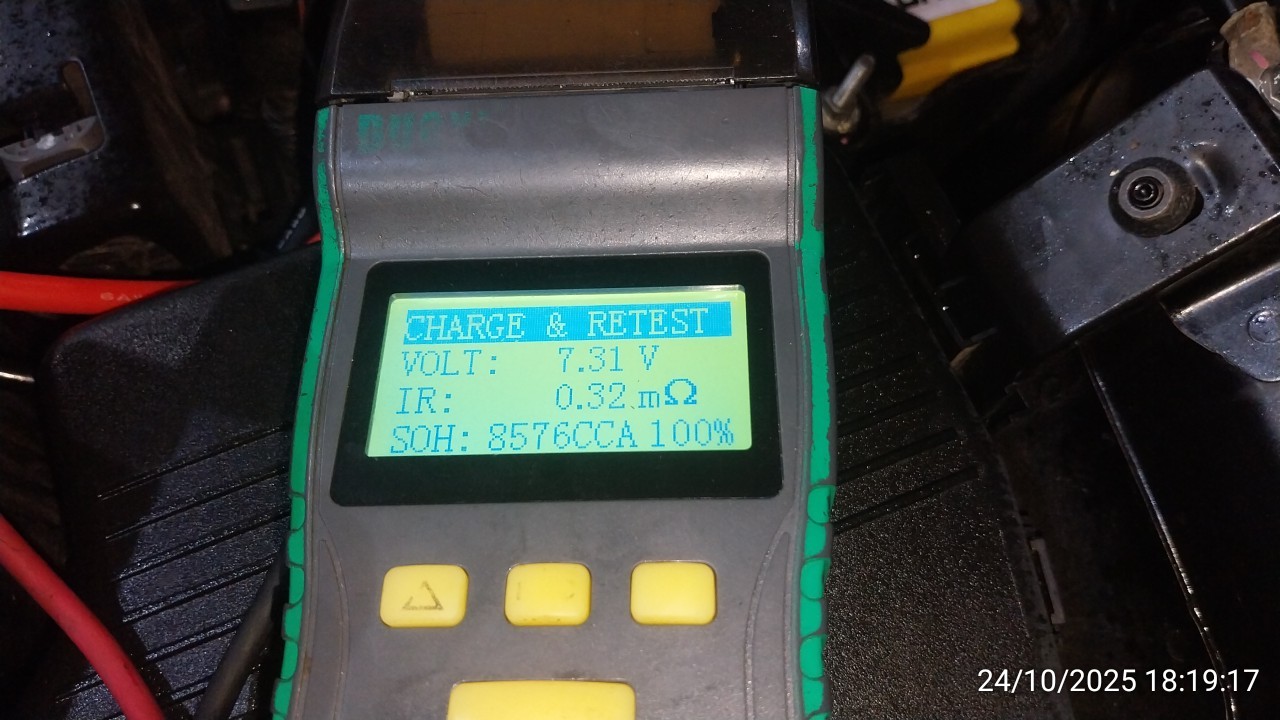 CHARGE & RETEST
VOLT: 7.31 V
IR: 0.32 mΩ
SOH: 8576CCA 100%
24/10/2025 18:19:17